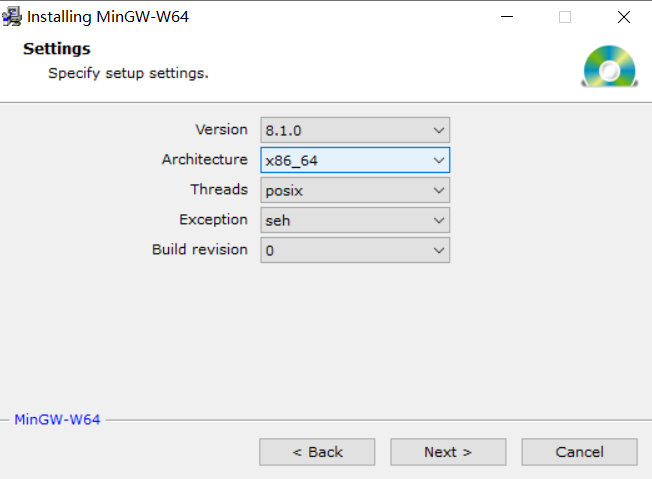 Installing MinGW-W64
Settings
Specify setup settings.
Version 8.1.0
Architecture x86_64
Threads posix
Exception seh
Build revision 0
MinGW-W64
< Back Next > Cancel